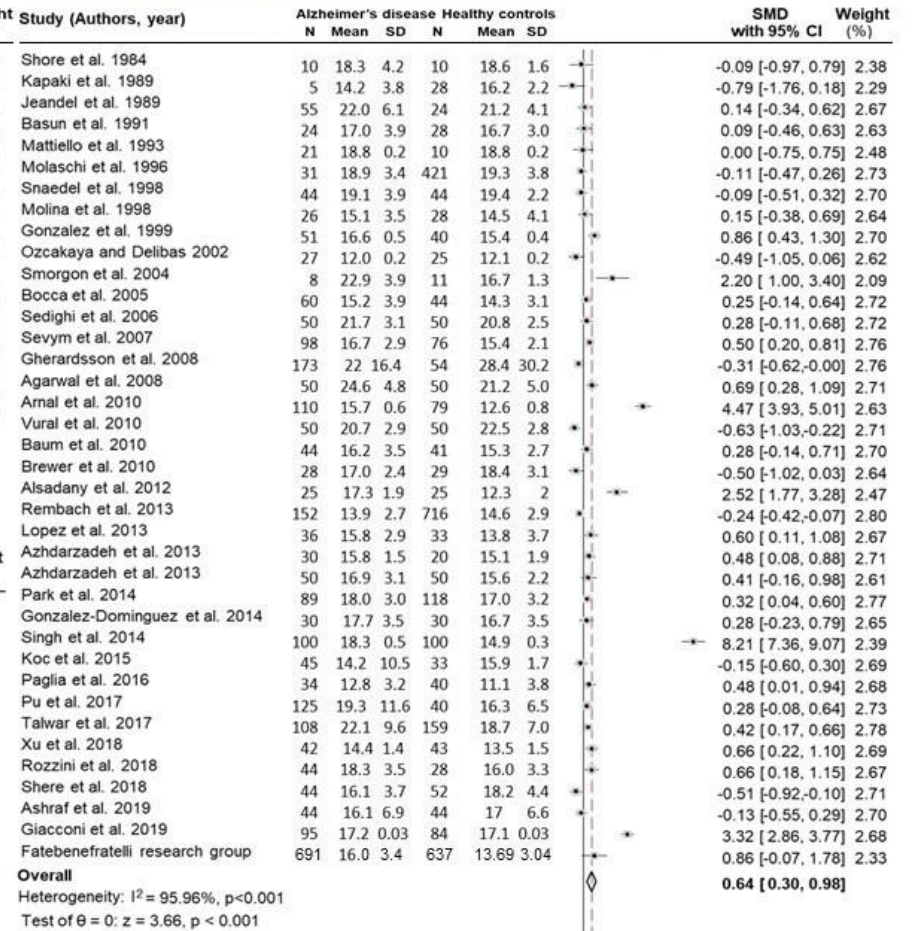 ht Study (Authors, year) Alzheimer's disease Healthy controls SMD Weight
N Mean SD N Mean SD with 95% CI (%)
Shore et al. 1984 10 18.3 4.2 10 18.6 1.6 -0.09 [-0.97, 0.79] 2.38
Kapaki et al. 1989 5 14.2 3.8 28 16.2 2.2 -0.79 [-1.76, 0.18] 2.29
Jeandel et al. 1989 55 22.0 6.1 24 21.2 4.1 0.14 [-0.34, 0.62] 2.67
Basun et al. 1991 24 17.0 3.9 28 16.7 3.0 0.09 [-0.46, 0.63] 2.63
Mattiello et al. 1993 21 18.8 0.2 10 18.8 0.2 0.00 [-0.75, 0.75] 2.48
Molaschi et al. 1996 31 18.9 3.4 421 19.3 3.8 -0.11 [-0.47, 0.26] 2.73
Snaedel et al. 1998 44 19.1 3.9 44 19.4 2.2 -0.09 [-0.51, 0.32] 2.70
Molina et al. 1998 26 15.1 3.5 28 14.5 4.1 0.15 [-0.38, 0.69] 2.64
Gonzalez et al. 1999 51 16.6 0.5 40 15.4 0.4 0.86 [ 0.43, 1.30] 2.70
Ozcakaya and Delibas 2002 27 12.0 0.2 25 12.1 0.2 -0.49 [-1.05, 0.06] 2.62
Smorgon et al. 2004 8 22.9 3.9 11 16.7 1.3 2.20 [ 1.00, 3.40] 2.09
Bocca et al. 2005 60 15.2 3.9 44 14.3 3.1 0.25 [-0.14, 0.64] 2.72
Sedighi et al. 2006 50 21.7 3.1 50 20.8 2.5 0.28 [-0.11, 0.68] 2.72
Sevym et al. 2007 98 16.7 2.9 76 15.4 2.1 0.50 [ 0.20, 0.81] 2.76
Gherardsson et al. 2008 173 22 16.4 54 28.4 30.2 -0.31 [-0.62,-0.00] 2.76
Agarwal et al. 2008 50 24.6 4.8 50 21.2 5.0 0.69 [ 0.28, 1.09] 2.71
Arnal et al. 2010 110 15.7 0.6 79 12.6 0.8 4.47 [ 3.93, 5.01] 2.63
Vural et al. 2010 50 20.7 2.9 50 22.5 2.8 -0.63 [-1.03,-0.22] 2.71
Baum et al. 2010 44 16.2 3.5 41 15.3 2.7 0.28 [-0.14, 0.71] 2.70
Brewer et al. 2010 28 17.0 2.4 29 18.4 3.1 -0.50 [-1.02, 0.03] 2.64
Alsadany et al. 2012 25 17.3 1.9 25 12.3 2 2.52 [ 1.77, 3.28] 2.47
Rembach et al. 2013 152 13.9 2.7 716 14.6 2.9 -0.24 [-0.42,-0.07] 2.80
Lopez et al. 2013 36 15.8 2.9 33 13.8 3.7 0.60 [ 0.11, 1.08] 2.67
t Azhdarzadeh et al. 2013 30 15.8 1.5 20 15.1 1.9 0.48 [ 0.08, 0.88] 2.71
Azhdarzadeh et al. 2013 50 16.9 3.1 50 15.6 2.2 0.41 [-0.16, 0.98] 2.61
Park et al. 2014 89 18.0 3.0 118 17.0 3.2 0.32 [ 0.04, 0.60] 2.77
Gonzalez-Dominguez et al. 2014 30 17.7 3.5 30 16.7 3.5 0.28 [-0.23, 0.79] 2.65
Singh et al. 2014 100 18.3 0.5 100 14.9 0.3 8.21 [ 7.36, 9.07] 2.39
Koc et al. 2015 45 14.2 10.5 33 15.9 1.7 -0.15 [-0.60, 0.30] 2.69
Paglia et al. 2016 34 12.8 3.2 40 11.1 3.8 0.48 [ 0.01, 0.94] 2.68
Pu et al. 2017 125 19.3 11.6 40 16.3 6.5 0.28 [-0.08, 0.64] 2.73
Talwar et al. 2017 108 22.1 9.6 159 18.7 7.0 0.42 [ 0.17, 0.66] 2.78
Xu et al. 2018 42 14.4 1.4 43 13.5 1.5 0.66 [ 0.22, 1.10] 2.69
Rozzini et al. 2018 44 18.3 3.5 28 16.0 3.3 0.66 [ 0.18, 1.15] 2.67
Shere et al. 2018 44 16.1 3.7 52 18.2 4.4 -0.51 [-0.92,-0.10] 2.71
Ashraf et al. 2019 44 16.1 6.9 44 17 6.6 -0.13 [-0.55, 0.29] 2.70
Giacconi et al. 2019 95 17.2 0.03 84 17.1 0.03 3.32 [ 2.86, 3.77] 2.68
Fatebenefratelli research group 691 16.0 3.4 637 13.69 3.04 0.86 [-0.07, 1.78] 2.33
Overall 0.64 [ 0.30, 0.98]
Heterogeneity: I² = 95.96%, p<0.001
Test of θ = 0: z = 3.66, p < 0.001